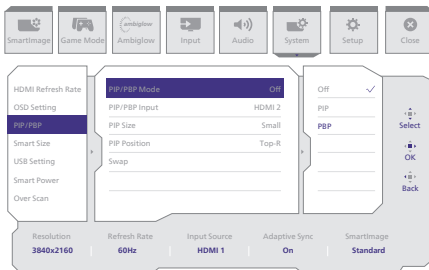 ambiglow
SmartImage Game Mode Ambiglow Input Audio System Setup Close
HDMI Refresh Rate PIP/PBP Mode Off Off
OSD Setting PIP/PBP Input HDMI 2 PIP
PIP/PBP PIP Size Small PBP Select
Smart Size PIP Position Top-R
USB Setting Swap OK
Smart Power
Back
Over Scan
Resolution Refresh Rate Input Source Adaptive Sync SmartImage
3840x2160 60Hz HDMI 1 On Standard